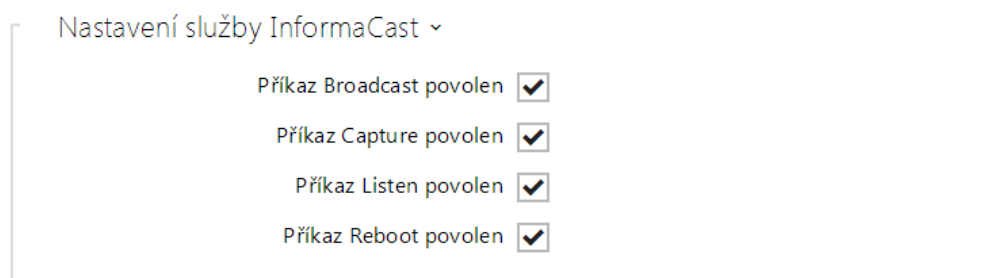 Nastavení služby InformaCast
Příkaz Broadcast povolen
Příkaz Capture povolen
Příkaz Listen povolen
Příkaz Reboot povolen